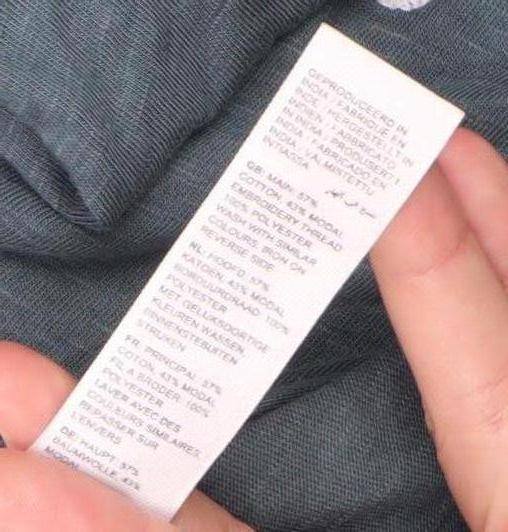 GEPRODUCEERD IN
INDIA / FABRIQUE EN
INDE / HERGESTELLT IN
INDIEN / FABBRICATO
IN INDIA / PRODUSERT I
INDIA / FABRICADO EN
INDIA / VALMISTETTU
INTIASSA
GB: MAIN: 57%
COTTON, 43% MODAL
EMBROIDERY THREAD:
100% POLYESTER
WASH WITH SIMILAR
COLOURS, IRON ON
REVERSE SIDE
NL: HOOFD: 57%
KATOEN, 43% MODAL
BORDUURDRAAD: 100%
POLYESTER
MET GELIJKSOORTIGE
KLEUREN WASSEN,
BINNENSTEBUITEN
STRIJKEN
FR: PRINCIPAL: 57%
COTON, 43% MODAL
FIL A BRODER: 100%
POLYESTER
LAVER AVEC DES
COULEURS SIMILAIRES,
REPASSER SUR
L'ENVERS
DE: HAUPT: 57%
BAUMWOLLE, 43%
MODAL